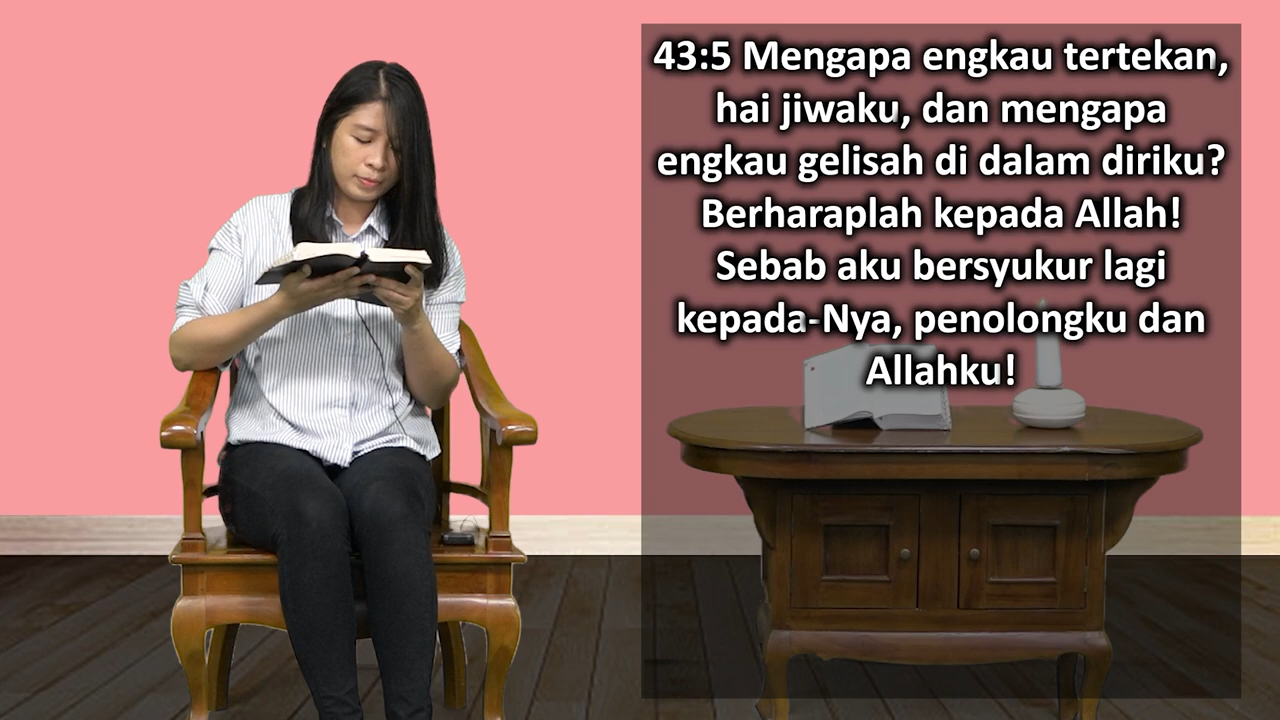 43:5 Mengapa engkau tertekan,
hai jiwaku, dan mengapa
engkau gelisah di dalam diriku?
Berharaplah kepada Allah!
Sebab aku bersyukur lagi
kepada-Nya, penolongku dan
Allahku!